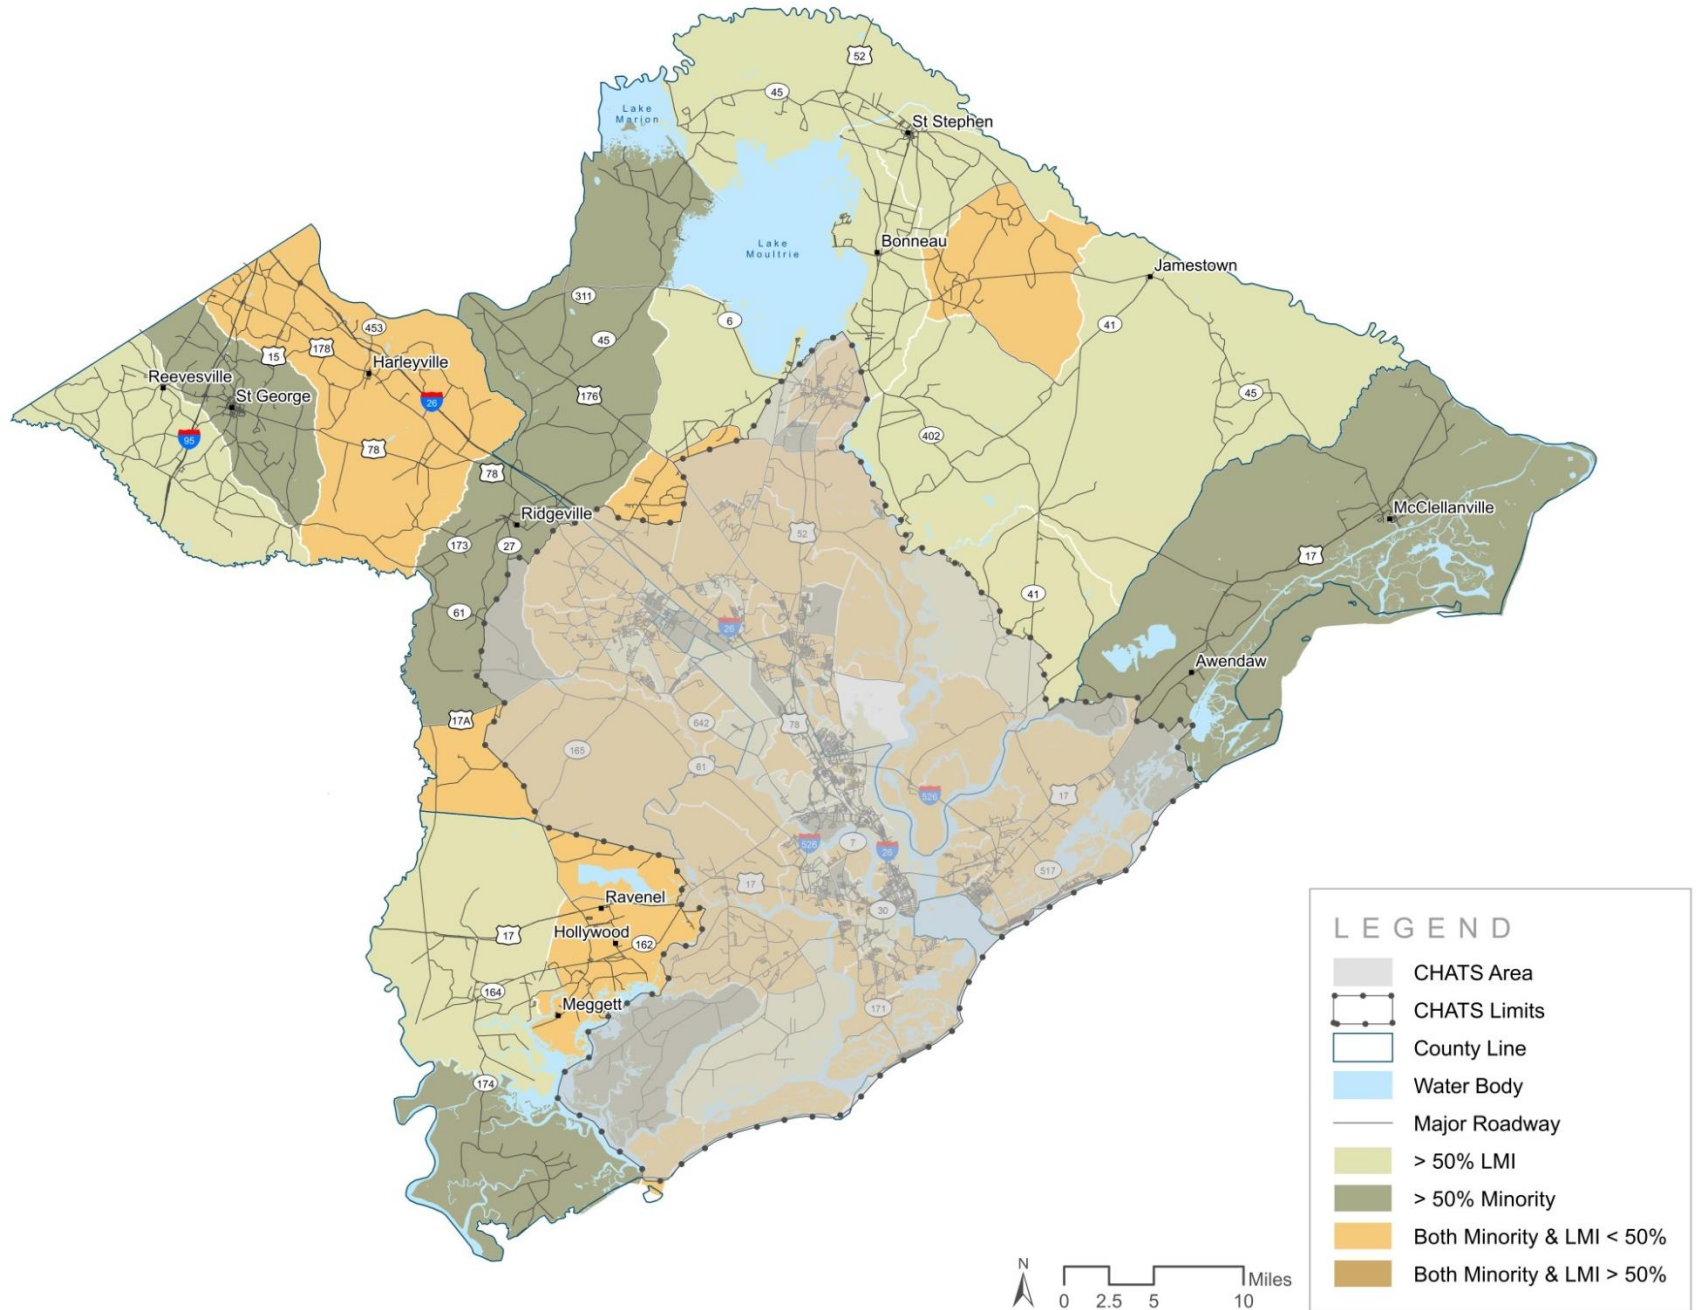 52
45
Lake
Marion
St Stephen
Lake
Moultrie
Bonneau
Jamestown
311
6
41
453
45
178
15
Harleyville
Reevesville
St George
176
26
45
95
402
78
78
McClellanville
Ridgeville
52
173
27
17
61
41
26
Awendaw
17A
642
78
165
61
526
17
526
7
26
517
17
Ravenel
30
Hollywood
162
17
164
Meggett
171
174
LEGEND
CHATS Area
CHATS Limits
County Line
Water Body
Major Roadway
> 50% LMI
> 50% Minority
Both Minority & LMI < 50%
Both Minority & LMI > 50%
N
Miles
0 2.5 5 10